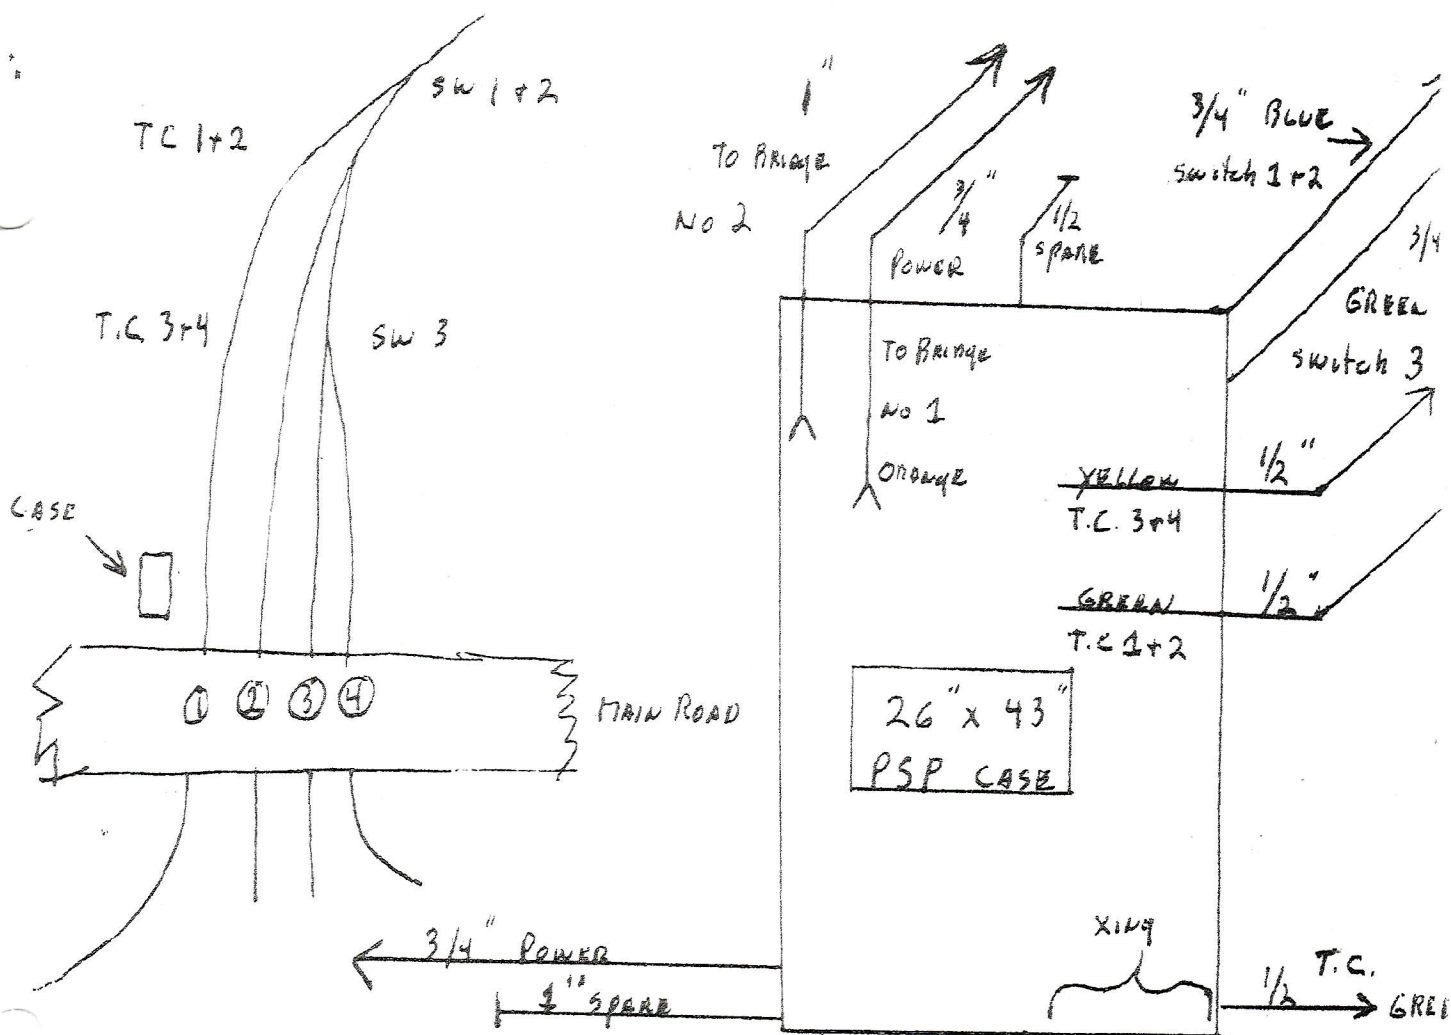 SW 1+2
TC 1+2
T.C. 3+4
SW 3
CASE
① ② ③ ④
MAIN ROAD
1"
TO BRIDGE
NO 2
3/4"
POWER
1/2
SPARE
TO BRIDGE
NO 1
ORANGE
3/4" BLUE
Switch 1+2
3/4
GREEN
Switch 3
YELLOW 1/2"
T.C. 3+4
GREEN 1/2"
T.C 1+2
26" x 43"
PSP CASE
3/4" POWER
1" SPARE
XING
1/2 T.C.